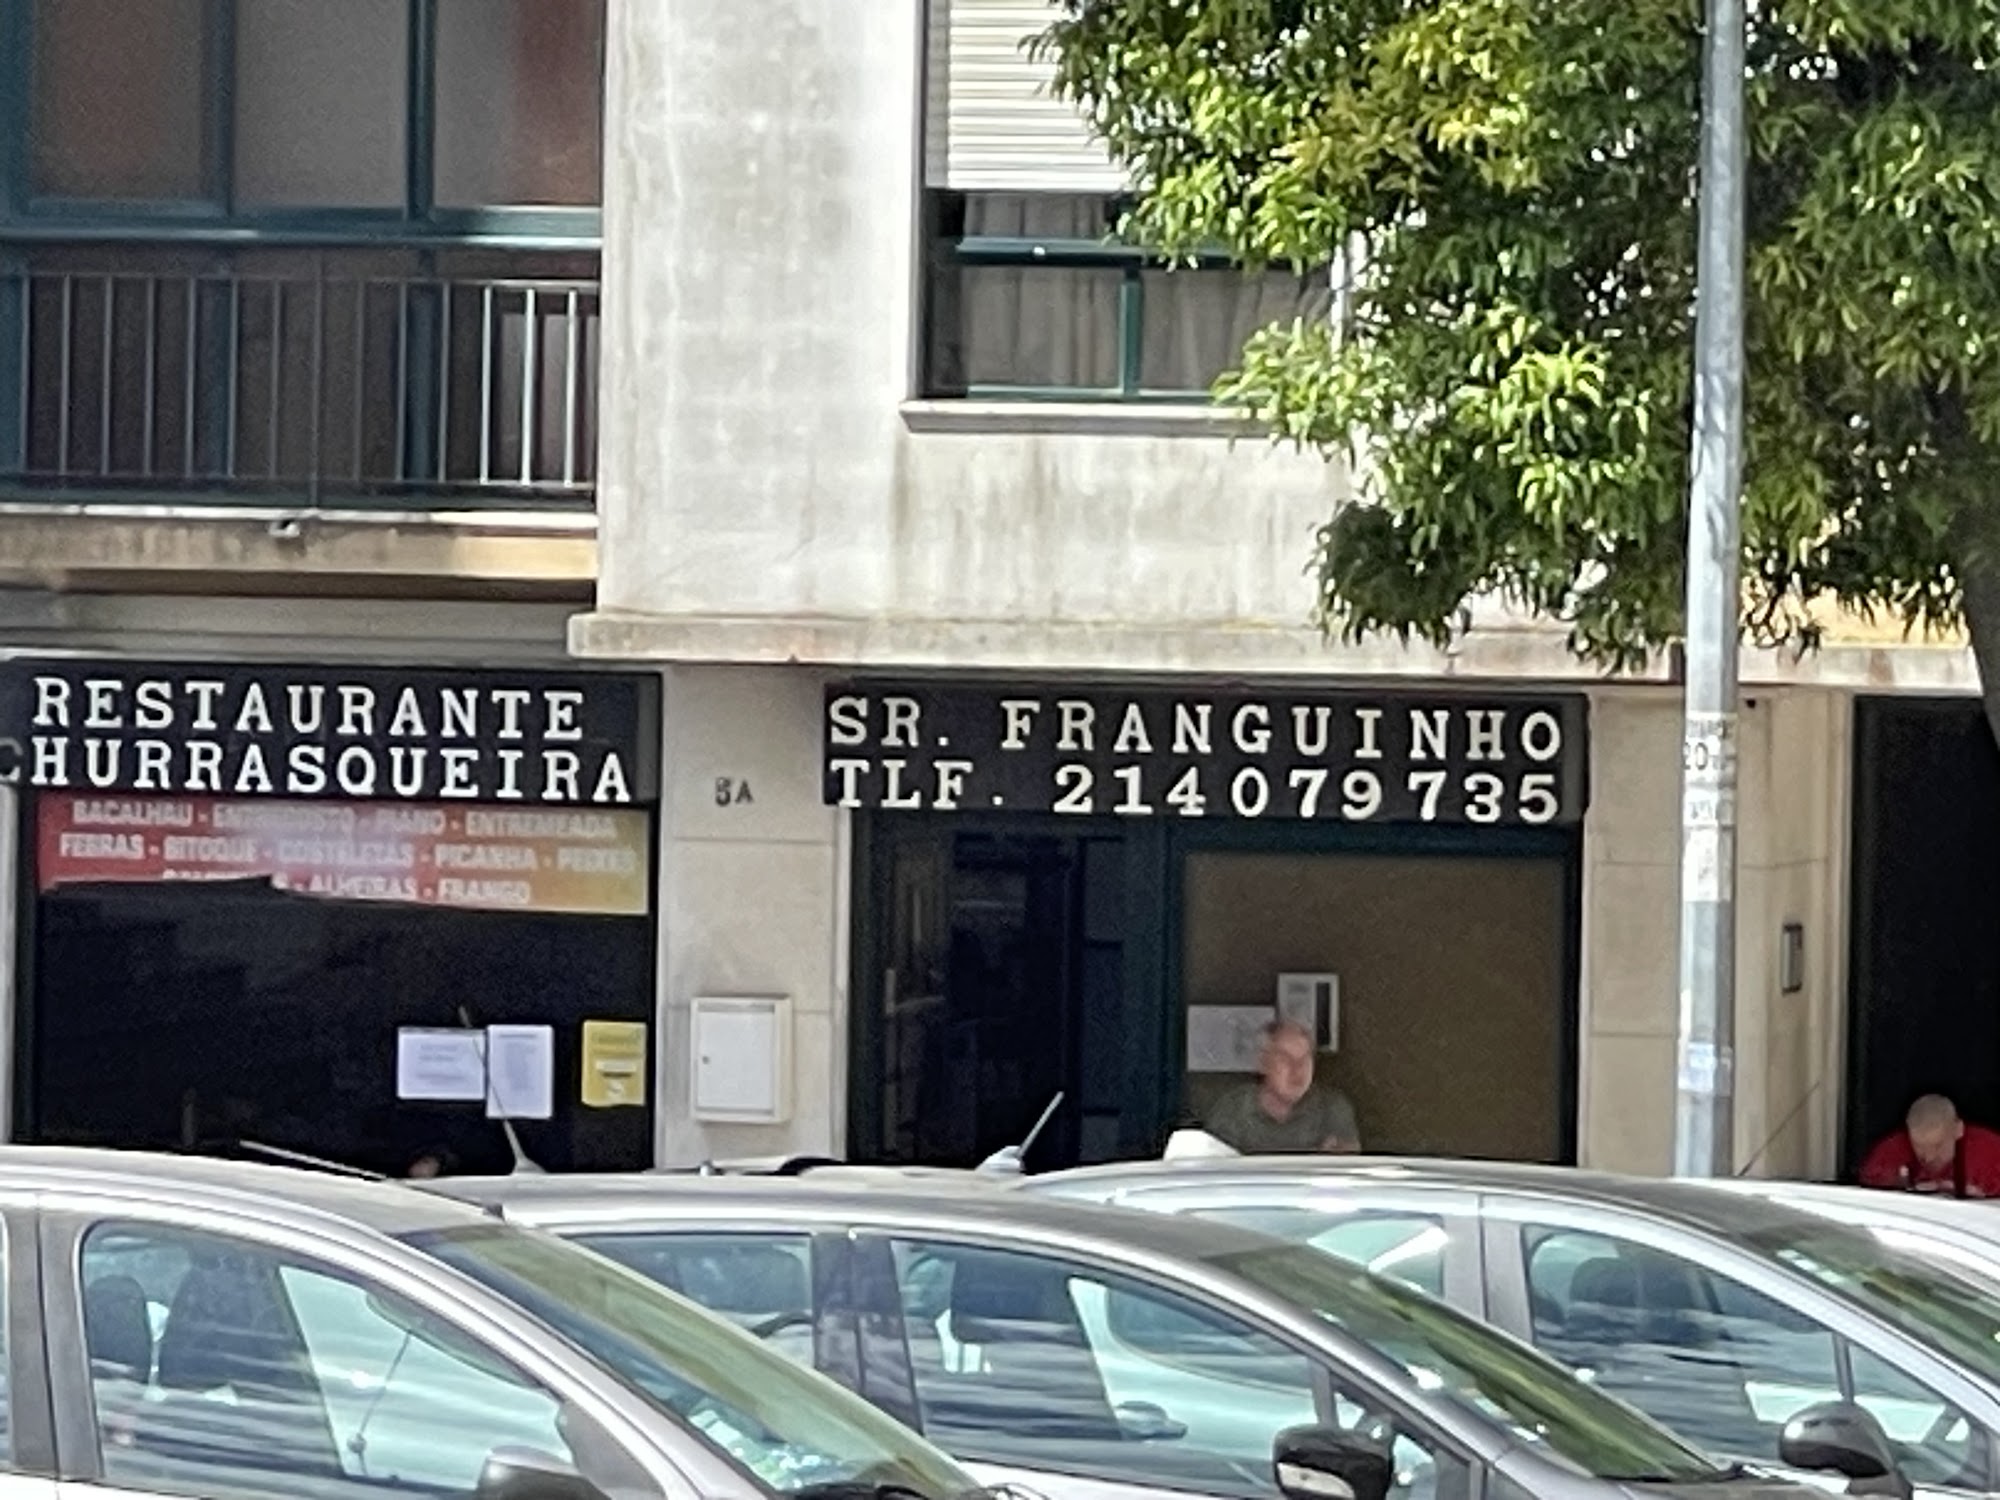 RESTAURANTE
CHURRASQUEIRA
BACALHAU - ENTRECOSTO - PIANO - ENTREMEADA
FEBRAS - BITOQUE - COSTELETAS - PICANHA - PEIXES
- ALHEIRAS - FRANGO
5A
SR. FRANGUINHO
TLF. 214079735